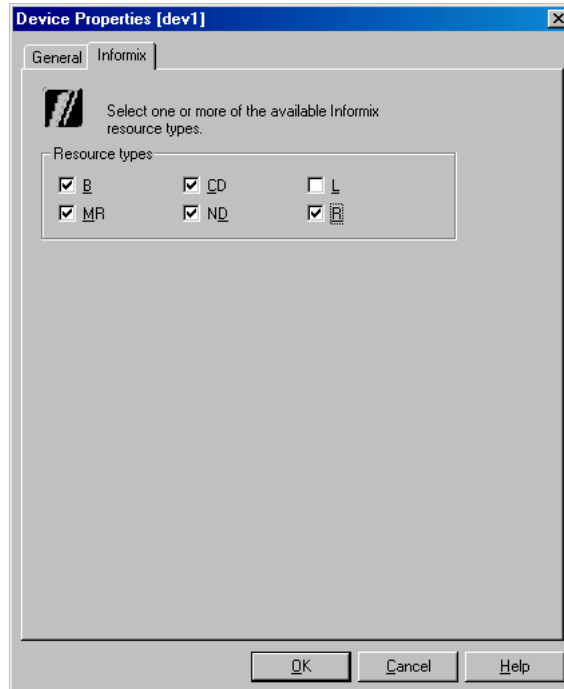 Device Properties [dev1]
General Informix
Select one or more of the available Informix
resource types.
Resource types
B CD L
MR ND R
OK Cancel Help